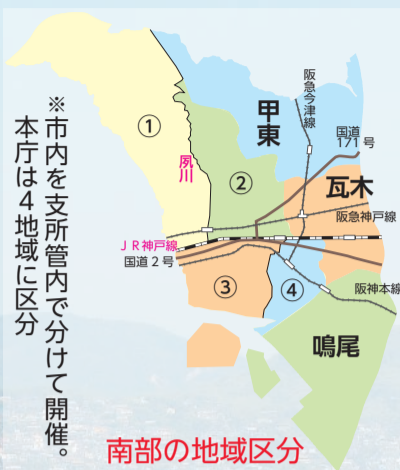 ※市内を支所管内で分けて開催。
本庁は４地域に区分
①
夙川
②
甲東
阪急今津線
国道
171号
瓦木
阪急神戸線
ＪＲ神戸線
国道２号
③
④
阪神本線
鳴尾
南部の地域区分